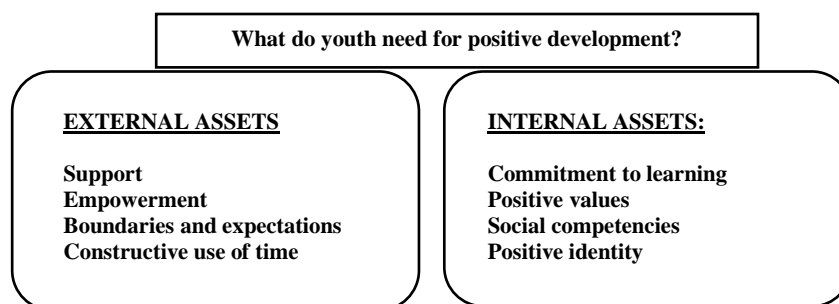 What do youth need for positive development?
EXTERNAL ASSETS
Support
Empowerment
Boundaries and expectations
Constructive use of time
INTERNAL ASSETS:
Commitment to learning
Positive values
Social competencies
Positive identity